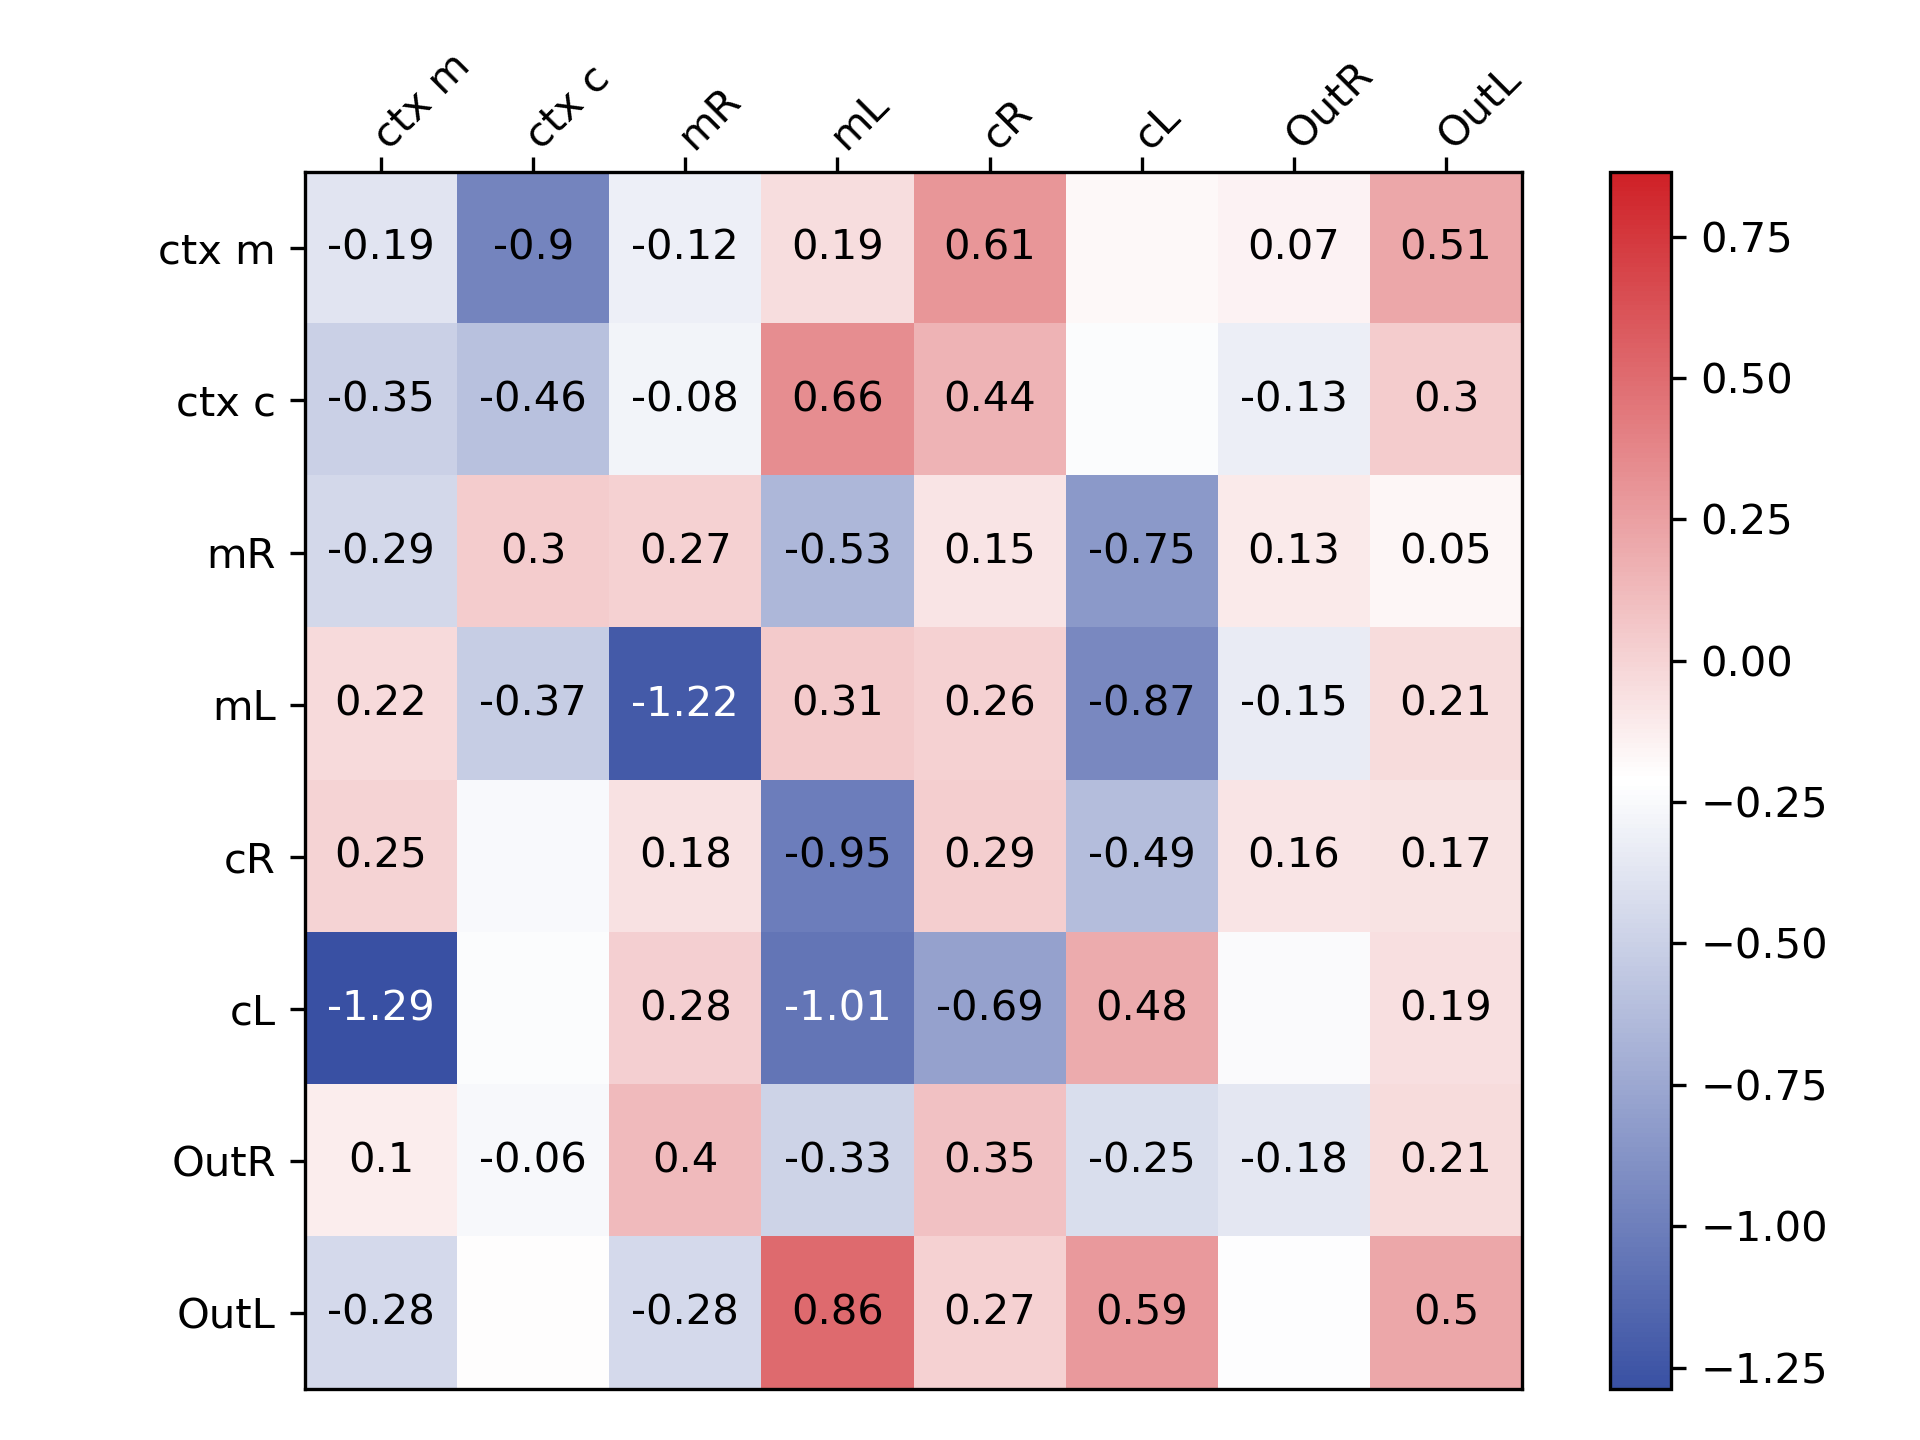 ctx m ctx c mR mL cR cL OutR OutL
ctx m -0.19 -0.9 -0.12 0.19 0.61 0.07 0.51
ctx c -0.35 -0.46 -0.08 0.66 0.44 -0.13 0.3
mR -0.29 0.3 0.27 -0.53 0.15 -0.75 0.13 0.05
mL 0.22 -0.37 -1.22 0.31 0.26 -0.87 -0.15 0.21
cR 0.25 0.18 -0.95 0.29 -0.49 0.16 0.17
cL -1.29 0.28 -1.01 -0.69 0.48 0.19
OutR 0.1 -0.06 0.4 -0.33 0.35 -0.25 -0.18 0.21
OutL -0.28 -0.28 0.86 0.27 0.59 0.5
0.75
0.50
0.25
0.00
−0.25
−0.50
−0.75
−1.00
−1.25